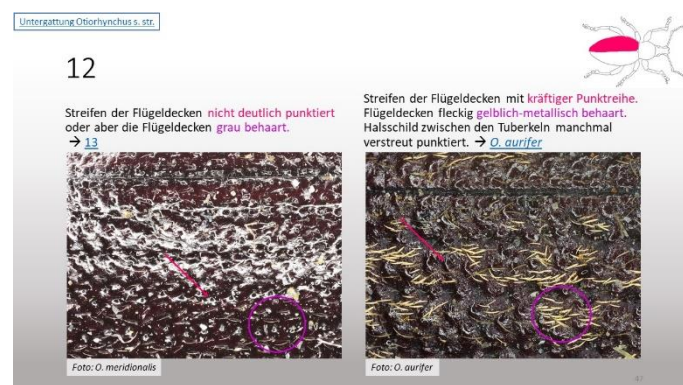 Untergattung Otiorhynchus s. str.
12
Streifen der Flügeldecken nicht deutlich punktiert
oder aber die Flügeldecken grau behaart.
→ 13
Streifen der Flügeldecken mit kräftiger Punktreihe.
Flügeldecken fleckig gelblich-metallisch behaart.
Halsschild zwischen den Tuberkeln manchmal
verstreut punktiert. → O. aurifer
Foto: O. meridionalis
Foto: O. aurifer